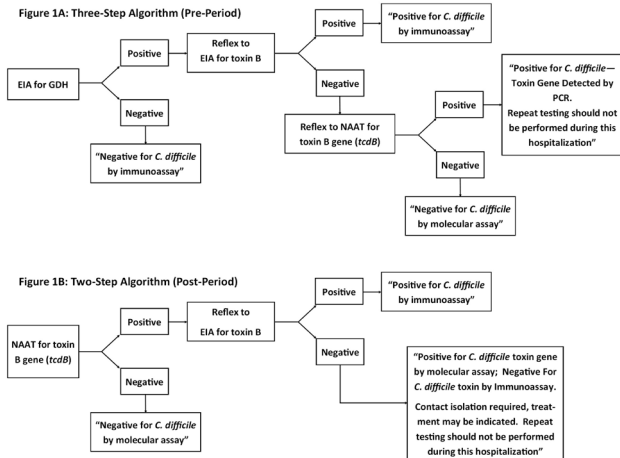 Figure 1A: Three-Step Algorithm (Pre-Period)
EIA for GDH
Positive
Negative
"Negative for C. difficile
by immunoassay"
Reflex to
EIA for toxin B
Positive
"Positive for C. difficile
by immunoassay"
Negative
Reflex to NAAT for
toxin B gene (tcdB)
Positive
"Positive for C. difficile—
Toxin Gene Detected by
PCR.
Repeat testing should not
be performed during this
hospitalization"
Negative
"Negative for C. difficile
by molecular assay"
Figure 1B: Two-Step Algorithm (Post-Period)
NAAT for toxin
B gene (tcdB)
Positive
Negative
"Negative for C. difficile
by molecular assay"
Reflex to
EIA for toxin B
Positive
"Positive for C. difficile
by immunoassay"
Negative
"Positive for C. difficile toxin gene
by molecular assay; Negative For
C. difficile toxin by Immunoassay.
Contact isolation required, treat-
ment may be indicated. Repeat
testing should not be performed
during this hospitalization"